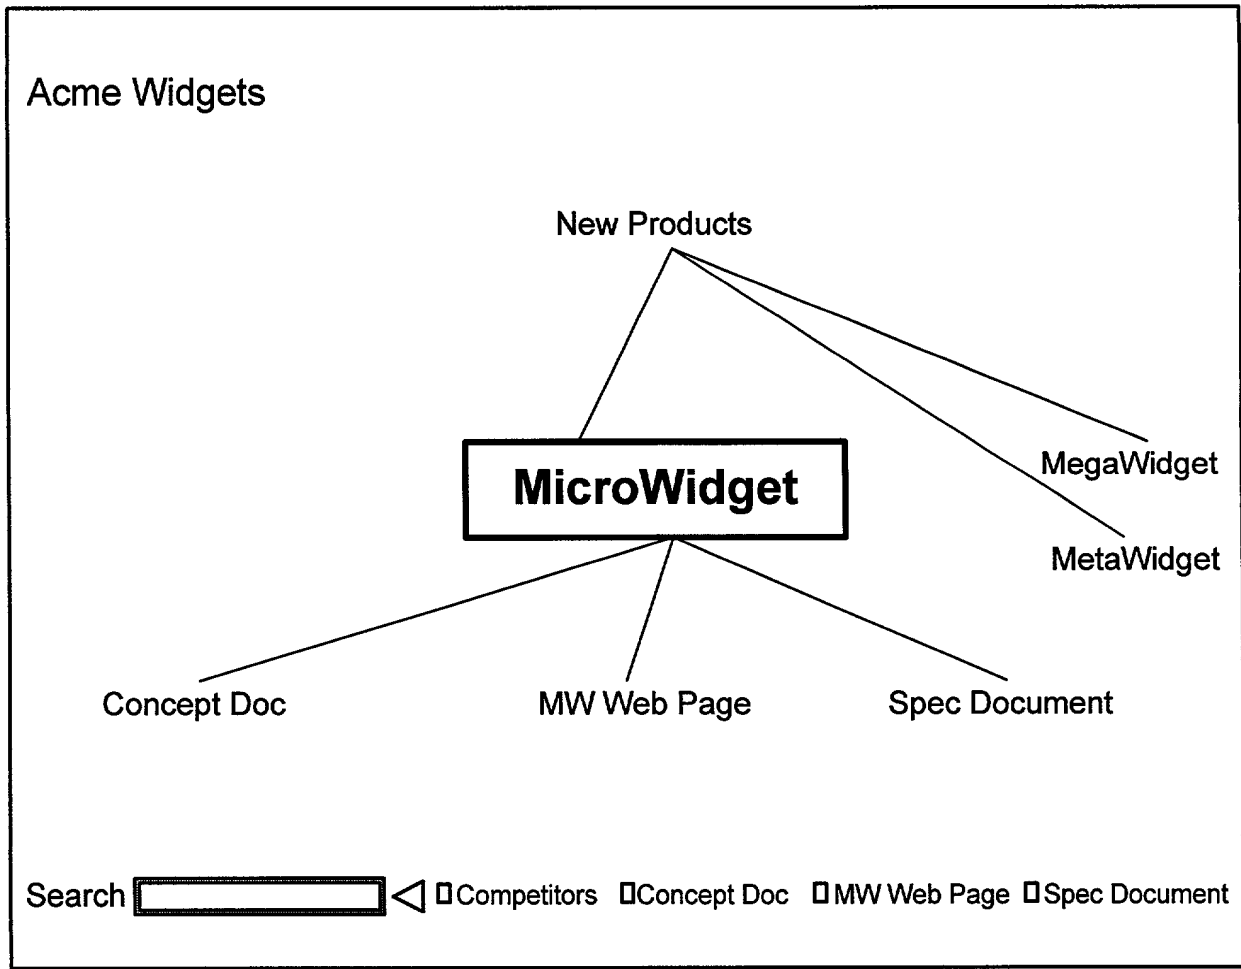 Acme Widgets
New Products
MegaWidget
MicroWidget
MetaWidget
Concept Doc
MW Web Page
Spec Document
Search
Competitors
Concept Doc
MW Web Page
Spec Document